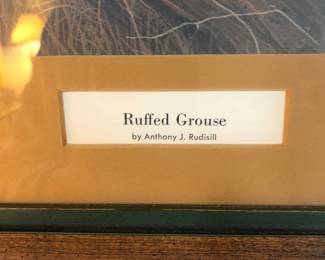 Ruffed Grouse
by Anthony J. Rudisill